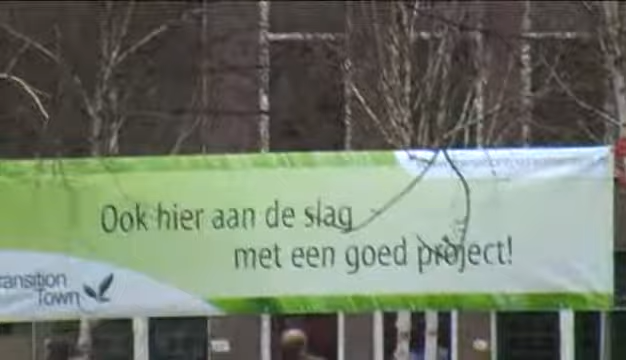 Ook hier aan de slag
met een goed project!
ransition
Town